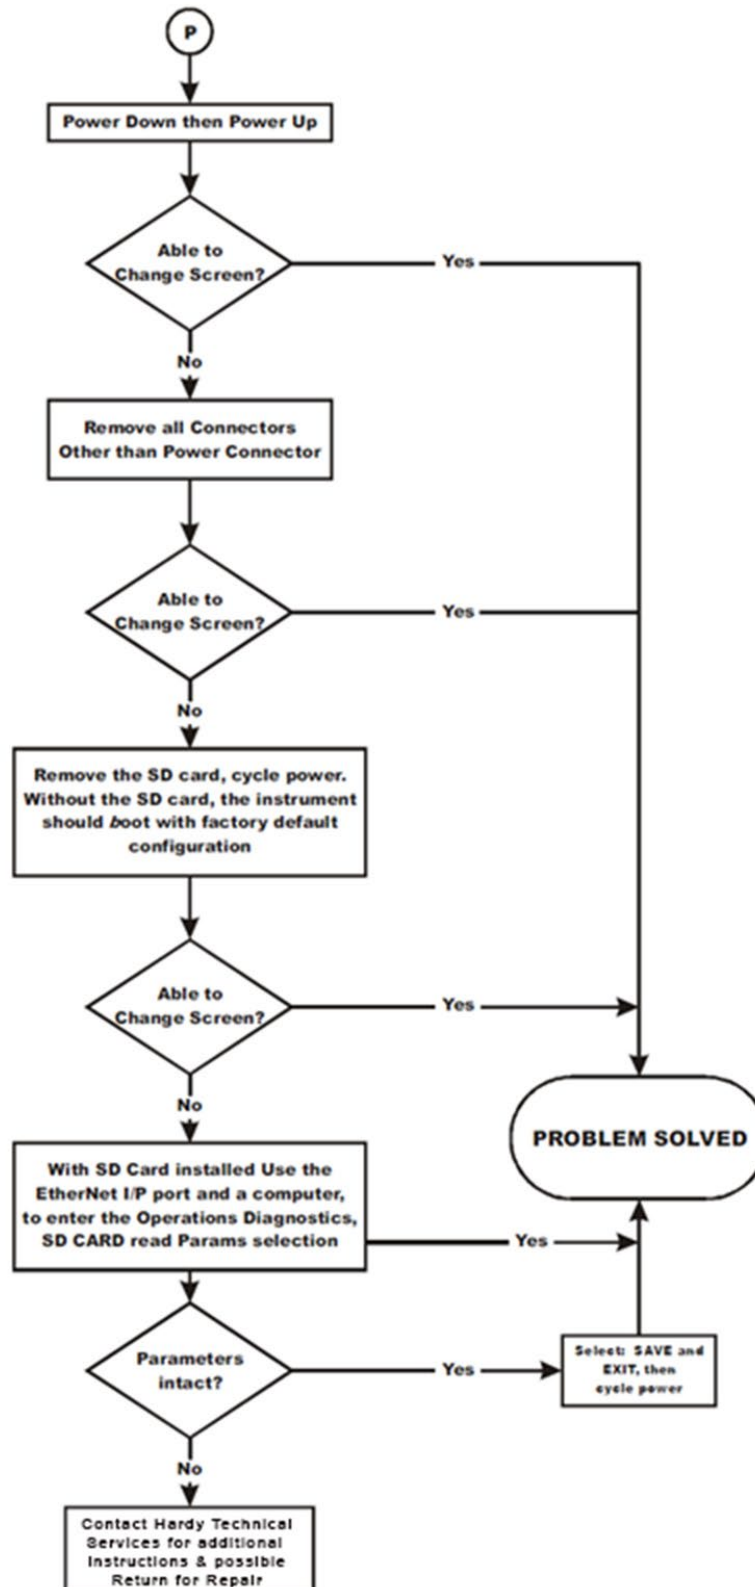 P
Power Down then Power Up
Able to
Change Screen?
Yes
No
Remove all Connectors
Other than Power Connector
Able to
Change Screen?
Yes
No
Remove the SD card, cycle power.
Without the SD card, the instrument
should boot with factory default
configuration
Able to
Change Screen?
Yes
No
PROBLEM SOLVED
With SD Card installed Use the
EtherNet I/P port and a computer,
to enter the Operations Diagnostics,
SD CARD read Params selection
Yes
Parameters
intact?
Yes
Select: SAVE and
EXIT, then
cycle power
No
Contact Hardy Technical
Services for additional
Instructions & possible
Return for Repair